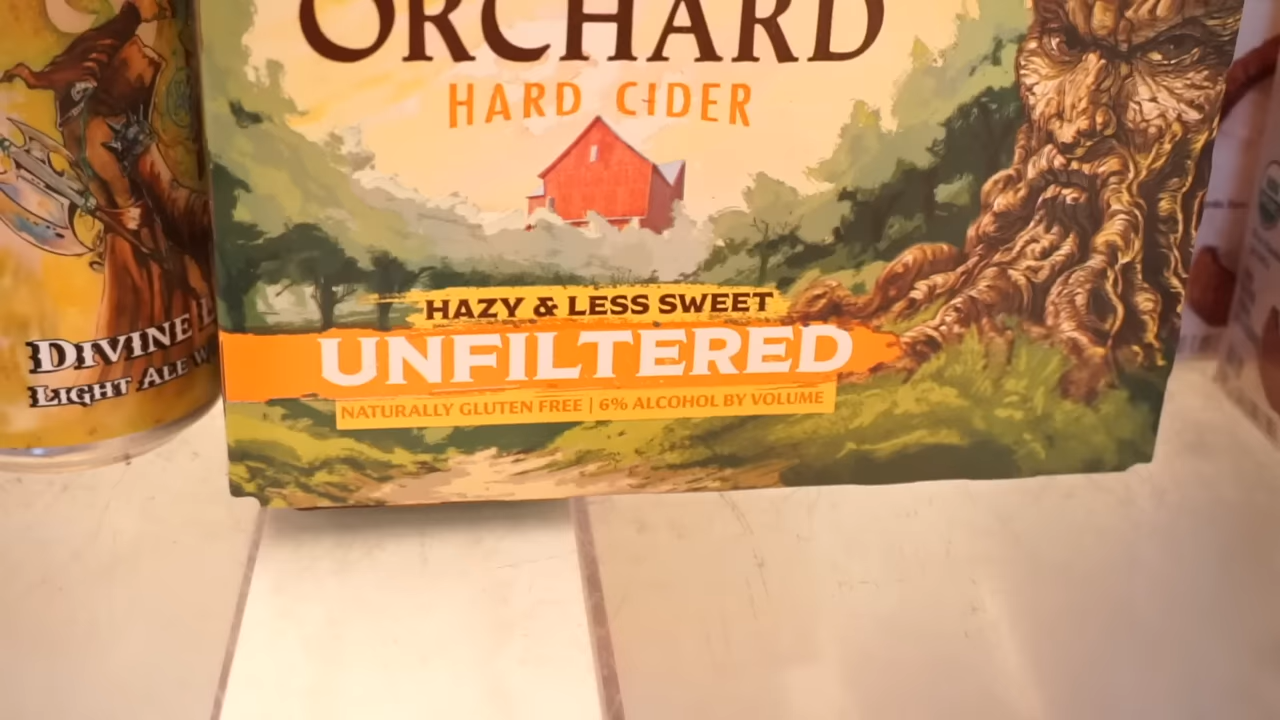 ORCHARD
HARD CIDER
HAZY & LESS SWEET
UNFILTERED
NATURALLY GLUTEN FREE | 6% ALCOHOL BY VOLUME
DIVINE
LIGHT ALE